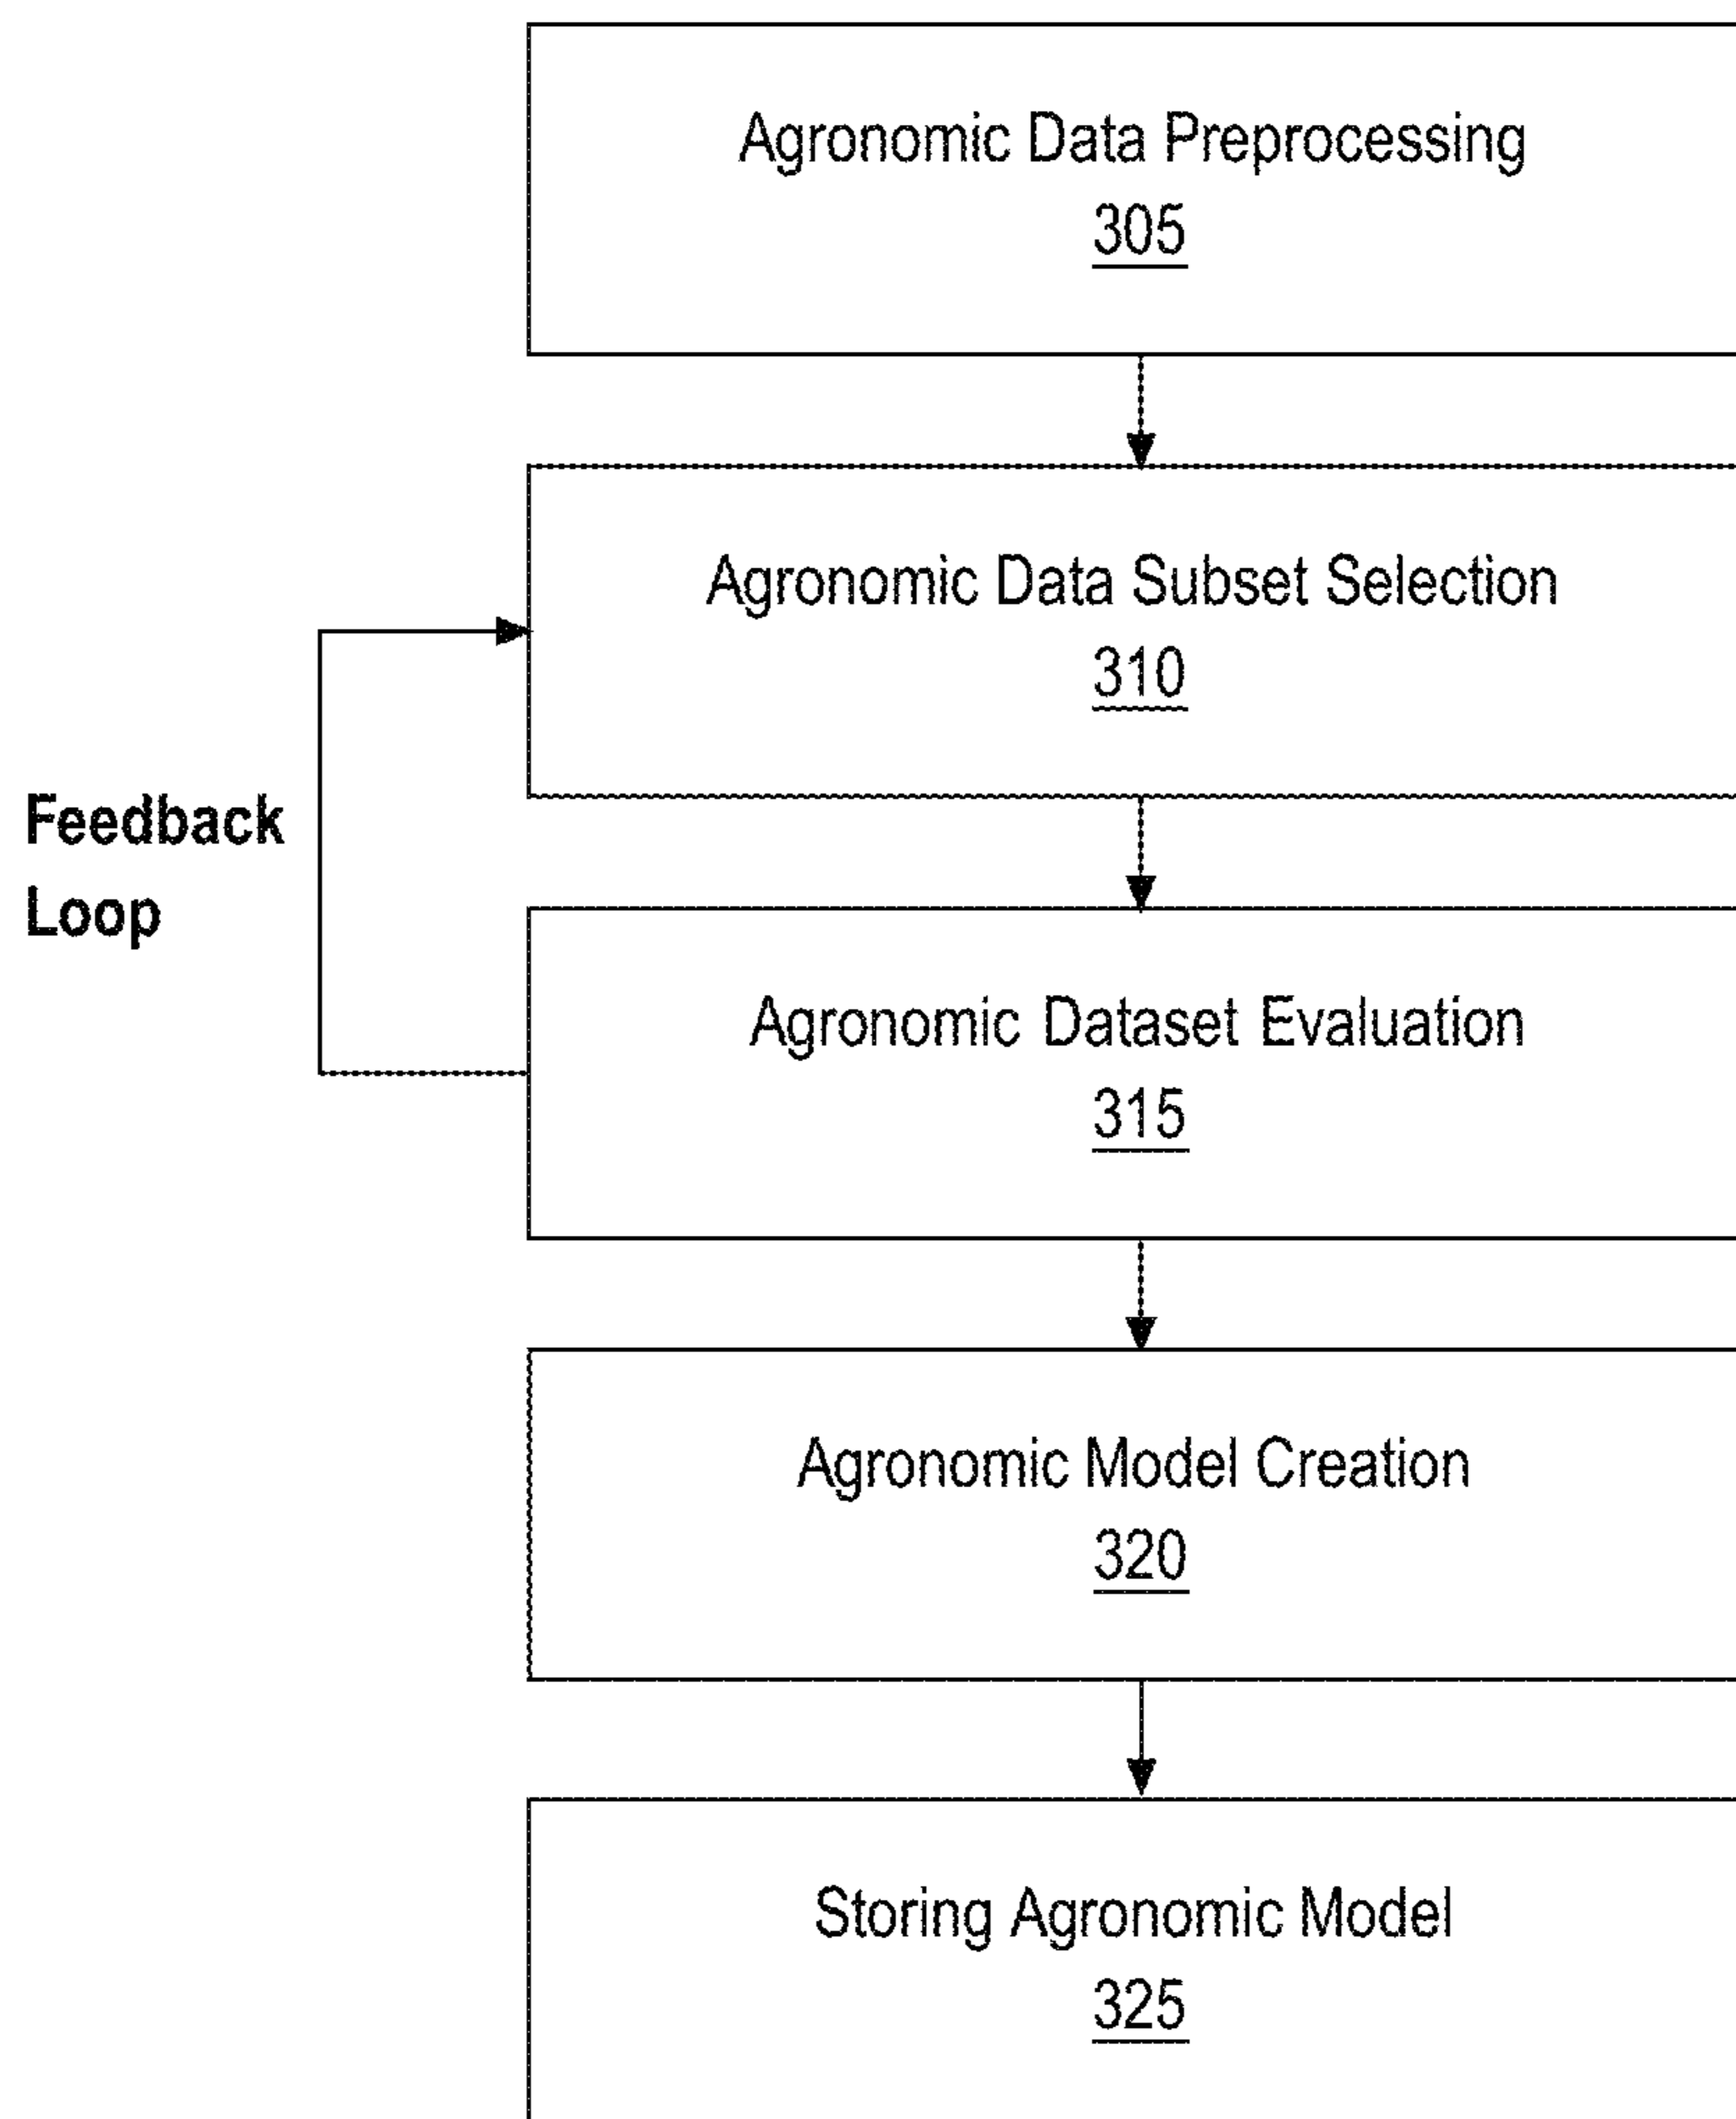 Agronomic Data Preprocessing
305
Agronomic Data Subset Selection
310
Feedback
Loop
Agronomic Dataset Evaluation
315
Agronomic Model Creation
320
Storing Agronomic Model
325